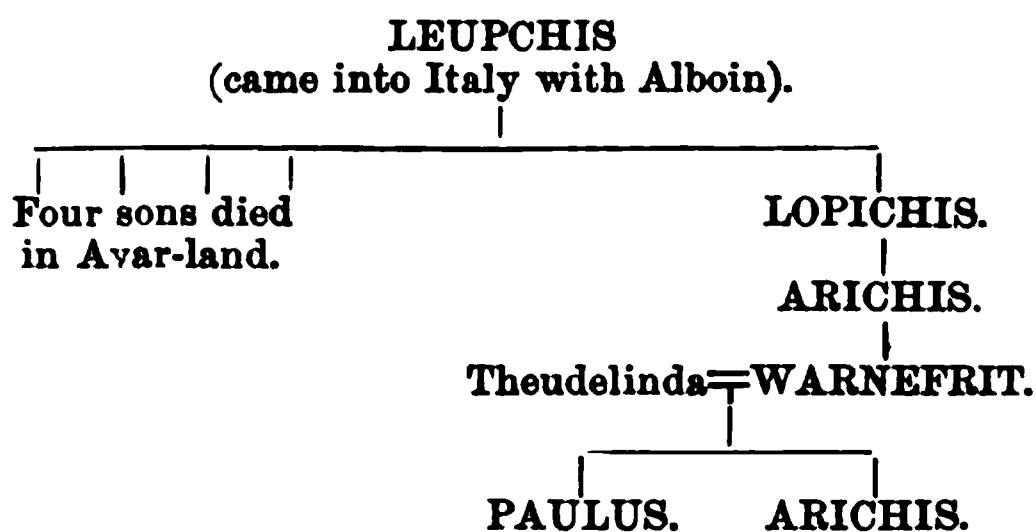 LEUPCHIS
(came into Italy with Alboin).
Four sons died
in Avar-land.
LOPICHIS.
ARICHIS.
Theudelinda=WARNEFRIT.
PAULUS. ARICHIS.